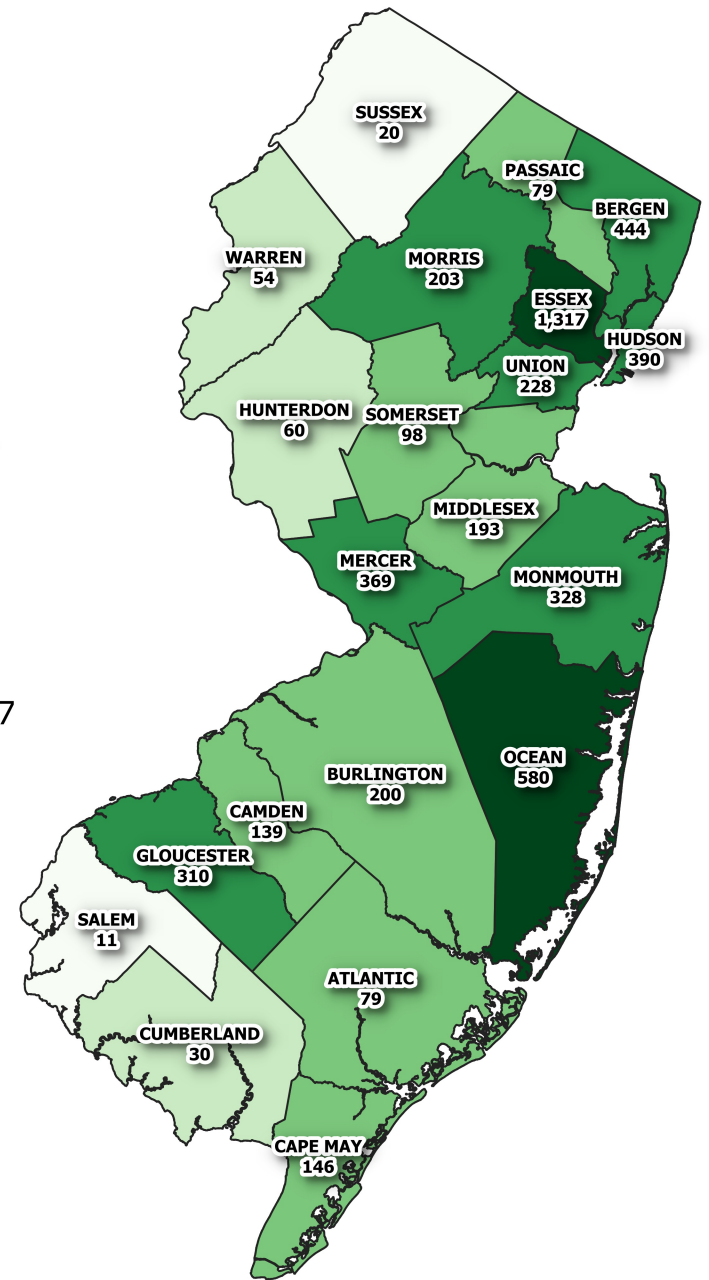 SUSSEX
20
PASSAIC
79
BERGEN
444
WARREN
54
MORRIS
203
ESSEX
1,317
HUDSON
390
UNION
228
HUNTERDON
60
SOMERSET
98
MIDDLESEX
193
MERCER
369
MONMOUTH
328
7
OCEAN
580
BURLINGTON
200
CAMDEN
139
GLOUCESTER
310
SALEM
11
ATLANTIC
79
CUMBERLAND
30
CAPE MAY
146